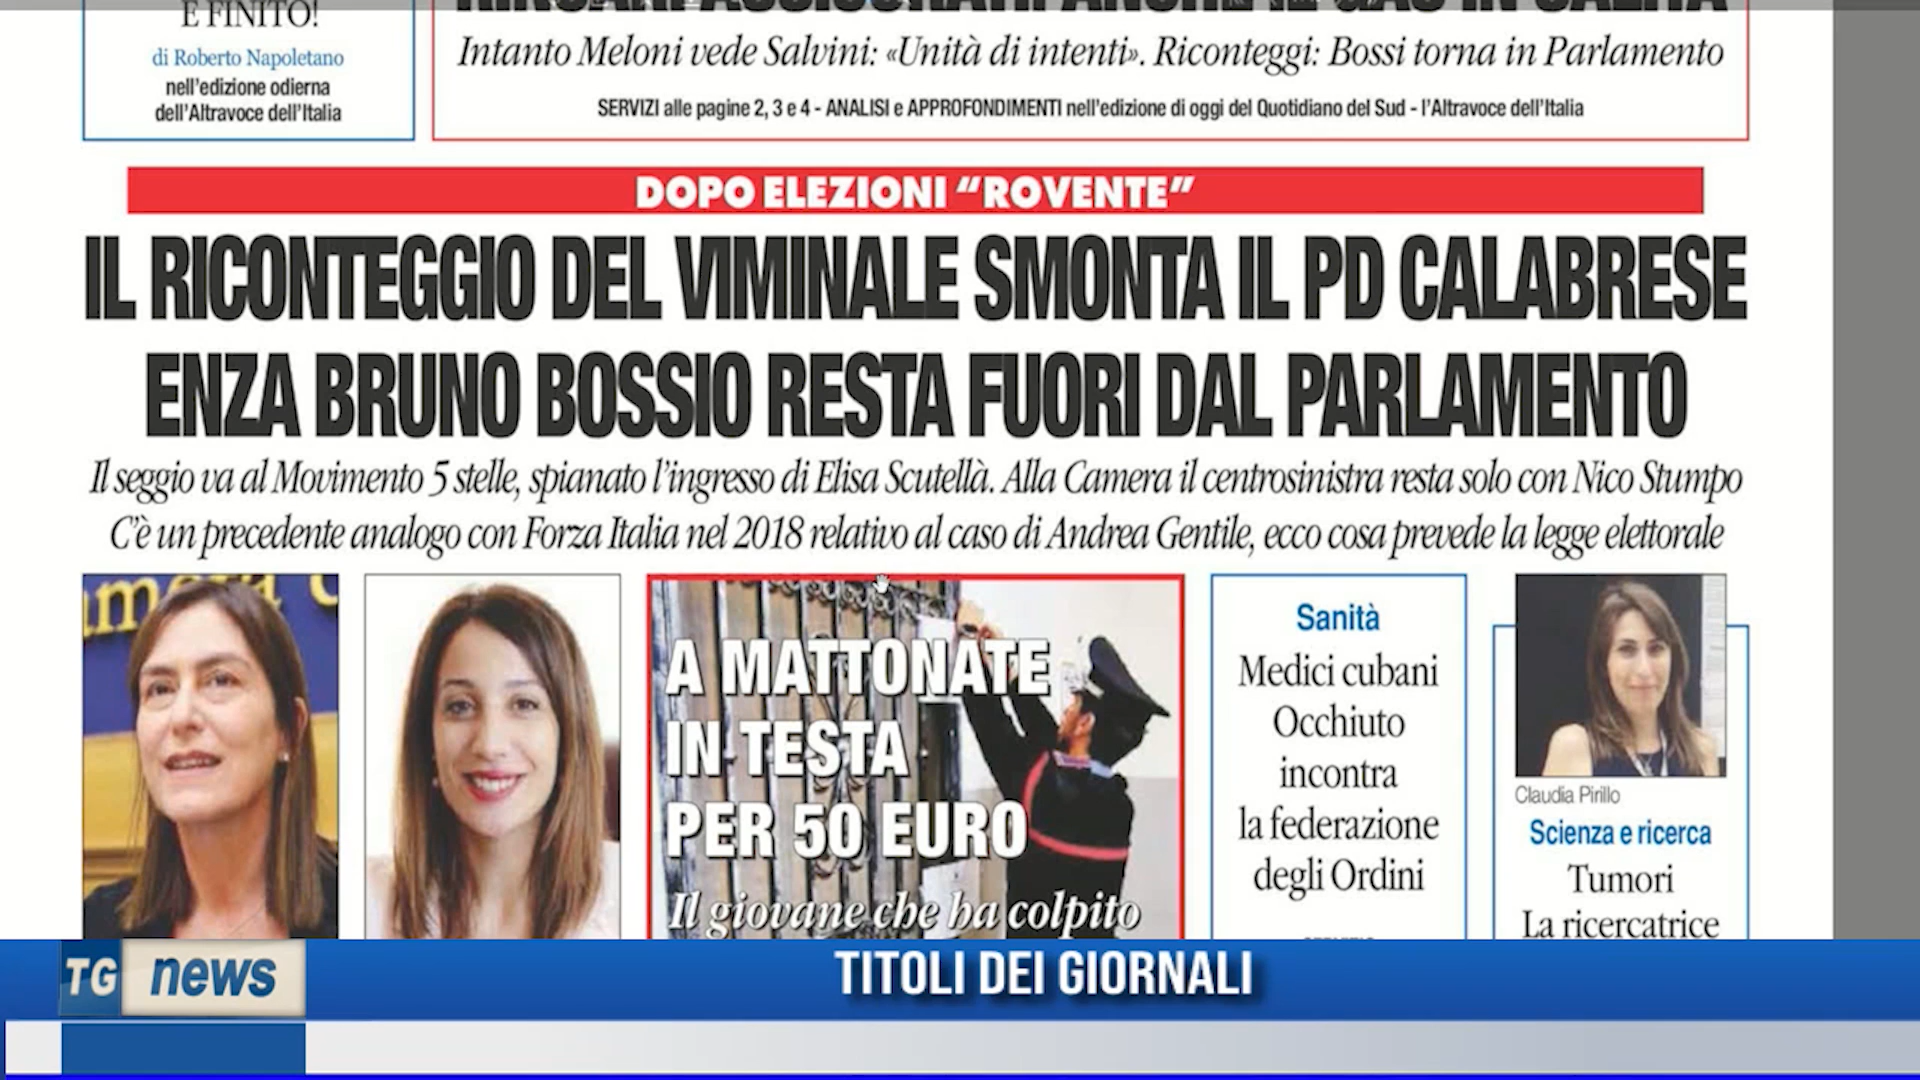 È FINITO!
di Roberto Napoletano
nell'edizione odierna
dell'Altravoce dell'Italia
Intanto Meloni vede Salvini: «Unità di intenti». Riconteggi: Bossi torna in Parlamento
SERVIZI alle pagine 2, 3 e 4 - ANALISI e APPROFONDIMENTI nell'edizione di oggi del Quotidiano del Sud - l'Altravoce dell'Italia
DOPO ELEZIONI "ROVENTE"
IL RICONTEGGIO DEL VIMINALE SMONTA IL PD CALABRESE
ENZA BRUNO BOSSIO RESTA FUORI DAL PARLAMENTO
Il seggio va al Movimento 5 stelle, spianato l'ingresso di Elisa Scutellà. Alla Camera il centrosinistra resta solo con Nico Stumpo
C'è un precedente analogo con Forza Italia nel 2018 relativo al caso di Andrea Gentile, ecco cosa prevede la legge elettorale
A MATTONATE
IN TESTA
PER 50 EURO
Il giovane che ha colpito
Sanità
Medici cubani
Occhiuto
incontra
la federazione
degli Ordini
Claudia Pirillo
Scienza e ricerca
Tumori
La ricercatrice
TG news
TITOLI DEI GIORNALI